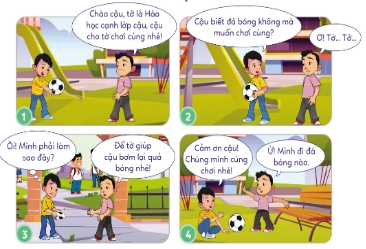 Chào cậu, tớ là Hào
học cạnh lớp cậu, cậu
cho tớ chơi cùng nhé!
1
Cậu biết đá bóng không mà
muốn chơi cùng?
Ơ! Tớ... Tớ...
2
Ôi! Mình phải làm
sao đây?
Để tớ giúp
cậu bơm lại quả
bóng nhé!
3
Cảm ơn cậu!
Chúng mình cùng
chơi nhé!
Ừ! Mình đi đá
bóng nào.
4